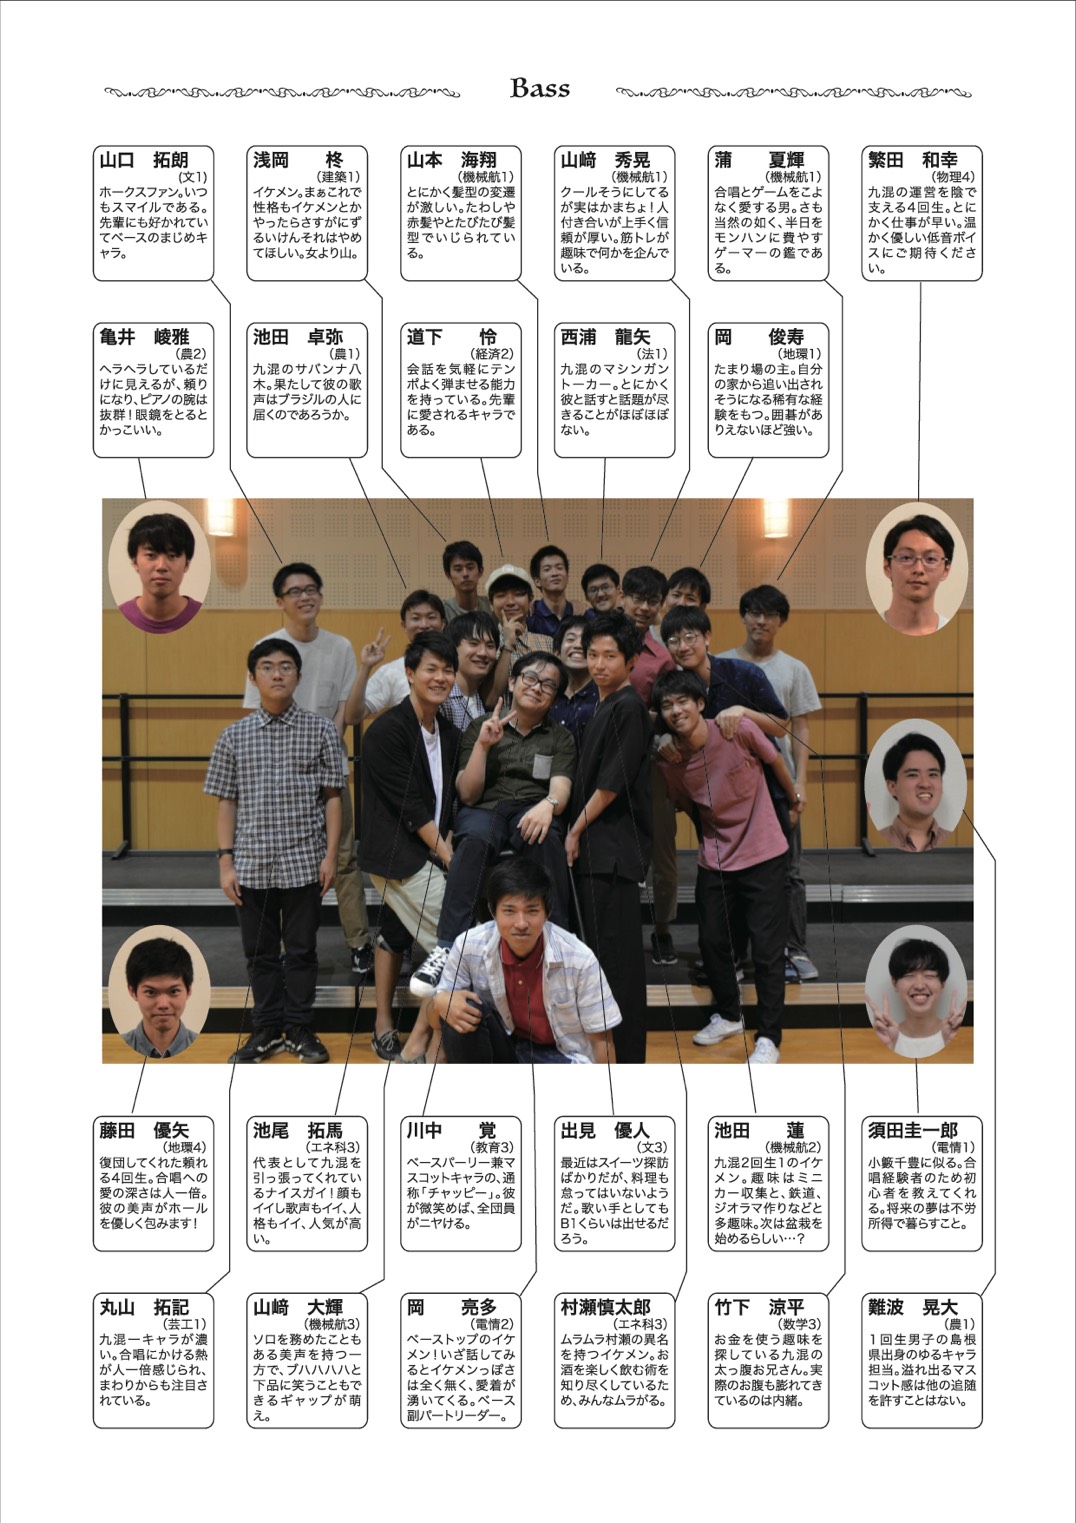 Bass
山口 拓朗
(文1)
ホークスファン。いつ
もスマイルである。
先輩にも好かれてい
てベースのまじめキ
ャラ。
浅岡 柊
(建築1)
イケメン。まぁこれで
性格もイケメンとか
やったらさすがにず
るいけんそれはやめ
てほしい。女より山。
山本 海翔
(機械航1)
とにかく髪型の変遷
が激しい。たわしや
赤髪やとたびたび髪
型でいじられてい
る。
山﨑 秀晃
(機械航1)
クールそうにしてる
が実はかまちょ！人
付き合いが上手く信
頼が厚い。筋トレが
趣味で何かを企んで
いる。
蒲 夏輝
(機械航1)
合唱とゲームをこよ
なく愛する男。さも
当然の如く、半日を
モンハンに費やす
ゲーマーの鑑であ
る。
繁田 和幸
(物理4)
九混の運営を陰で
支える4回生。とに
かく仕事が早い。温
かく優しい低音ボイ
スにご期待くださ
い。
亀井 崚雅
(農2)
ヘラヘラしているだ
けに見えるが、頼り
になり、ピアノの腕は
抜群！眼鏡をとると
かっこいい。
池田 卓弥
(農1)
九混のサバンナ八
木。果たして彼の歌
声はブラジルの人に
届くのであろうか。
道下 怜
(経済2)
会話を気軽にテン
ポよく弾ませる能力
を持っている。先輩
に愛されるキャラで
ある。
西浦 龍矢
(法1)
九混のマシンガン
トーカー。とにかく
彼と話すと話題が尽
きることがほぼほぼ
ない。
岡 俊寿
(地環1)
たまり場の主。自分
の家から追い出され
そうになる稀有な経
験をもつ。囲碁があ
りえないほど強い。
藤田 優矢
(地環4)
復団してくれた頼れ
る4回生。合唱への
愛の深さは人一倍。
彼の美声がホール
を優しく包みます！
池尾 拓馬
(エネ科3)
代表として九混を
引っ張ってくれてい
るナイスガイ！顔も
イイし歌声もイイ、人
格もイイ、人気が高
い。
川中 覚
(教育3)
ベースパーリー兼マ
スコットキャラの、通
称「チャッピー」。彼
が微笑めば、全団員
がニヤける。
出見 優人
(文3)
最近はスイーツ探訪
ばかりだが、料理も
怠ってはいないよう
だ。歌い手としても
B1くらいは出せるだ
ろう。
池田 蓮
(機械航2)
九混2回生1のイケ
メン。趣味はミニ
カー収集と、鉄道、
ジオラマ作りなどと
多趣味。次は盆栽を
始めるらしい…？
須田圭一郎
(電情1)
小籔千豊に似る。合
唱経験者のため初
心者を教えてくれ
る。将来の夢は不労
所得で暮らすこと。
丸山 拓記
(芸工1)
九混一キャラが濃
い。合唱にかける熱
が人一倍感じられ、
まわりからも注目さ
れている。
山﨑 大輝
(機械航3)
ソロを務めたことも
ある美声を持つ一
方で、ブハハハハと
下品に笑うこともで
きるギャップが萌
え。
岡 亮多
(電情2)
ベーストップのイケ
メン！いざ話してみ
るとイケメンっぽさ
は全く無く、愛着が
湧いてくる。ベース
副パートリーダー。
村瀬慎太郎
(エネ科3)
ムラムラ村瀬の異名
を持つイケメン。お
酒を楽しく飲む術を
知り尽くしているた
め、みんなムラがる。
竹下 涼平
(数学3)
お金を使う趣味を
探している九混の
太っ腹お兄さん。実
際のお腹も膨れてき
ているのは内緒。
難波 晃大
(農1)
1回生男子の島根
県出身のゆるキャラ
担当。溢れ出るマス
コット感は他の追随
を許すことはない。